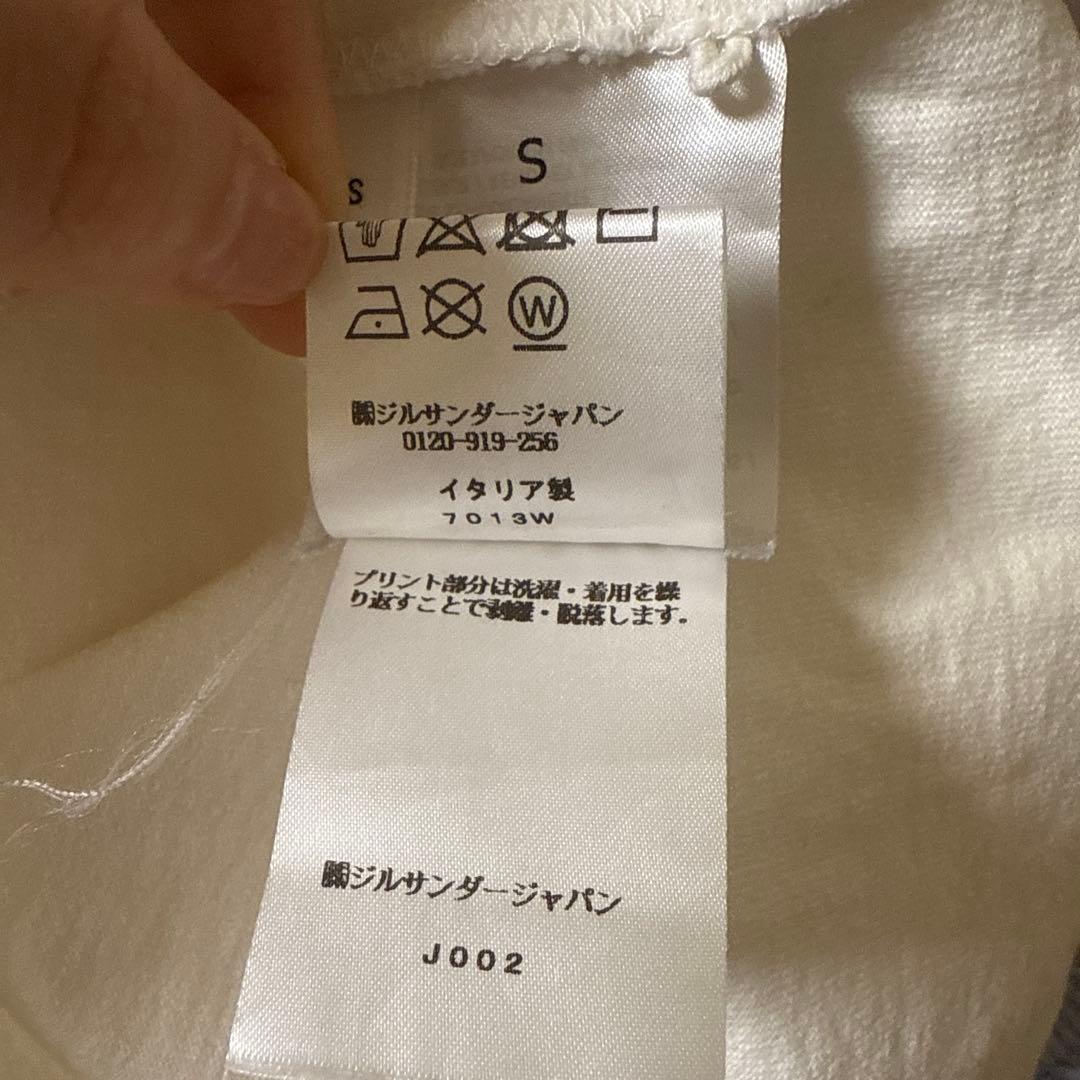 S
S
W
㈱ジルサンダージャパン
0120-919-256
イタリア製
7013W
プリント部分は洗濯・着用を繰
り返すことで剥離・脱落します。
㈱ジルサンダージャパン
J002